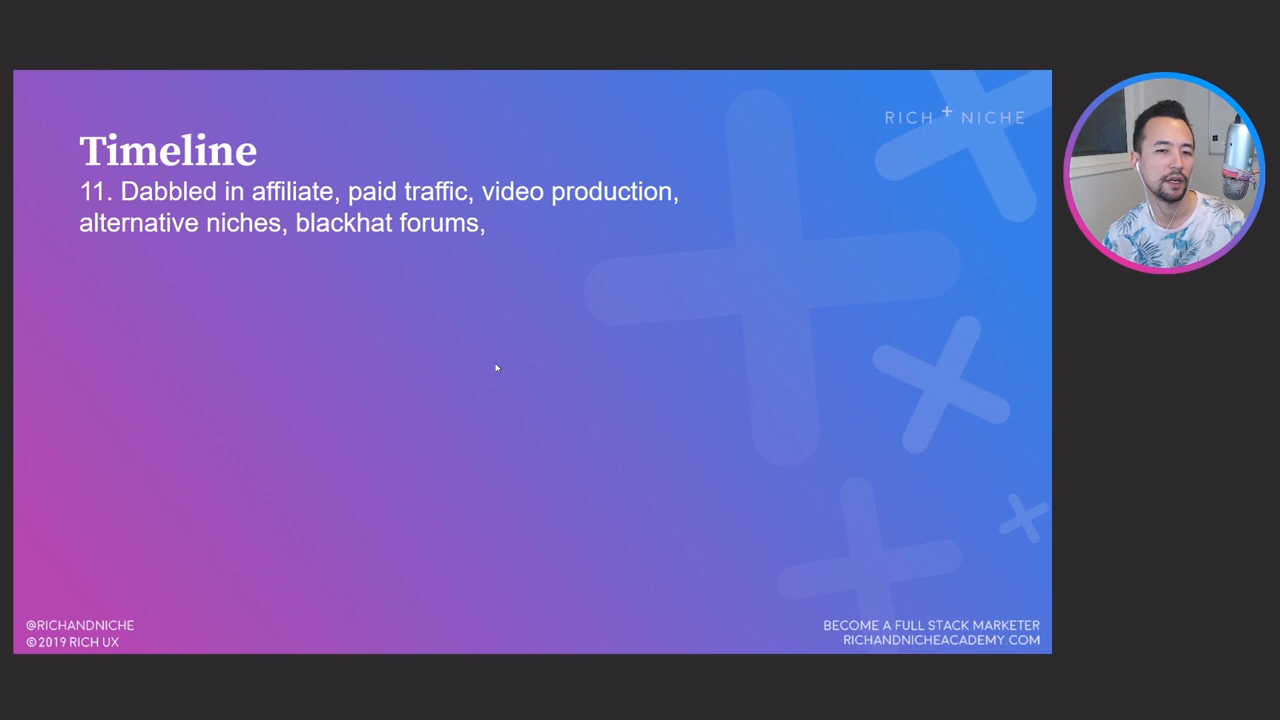 RICH + NICHE
Timeline
11. Dabbled in affiliate, paid traffic, video production,
alternative niches, blackhat forums,
@RICHANDNICHE
©2019 RICH UX
BECOME A FULL STACK MARKETER
RICHANDNICHEACADEMY.COM